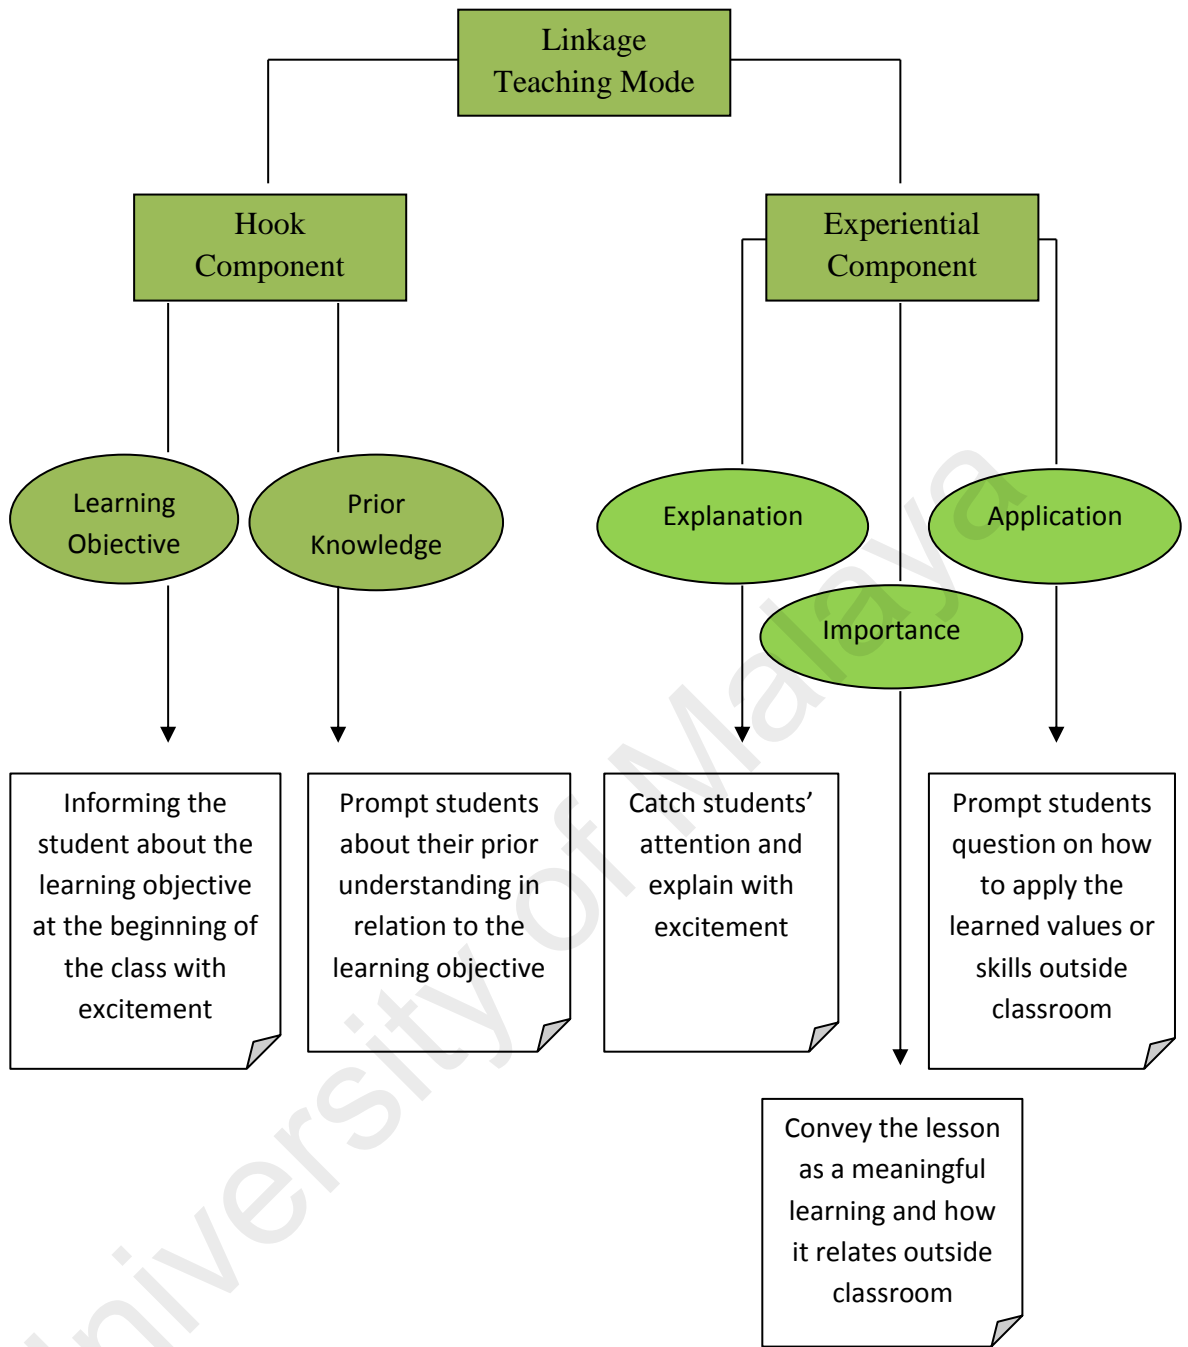 Linkage
Teaching Mode
Hook
Component
Experiential
Component
Learning
Objective
Prior
Knowledge
Explanation
Application
Importance
Informing the
student about the
learning objective
at the beginning of
the class with
excitement
Prompt students
about their prior
understanding in
relation to the
learning objective
Catch students’
attention and
explain with
excitement
Prompt students
question on how
to apply the
learned values or
skills outside
classroom
Convey the lesson
as a meaningful
learning and how
it relates outside
classroom
niversity of Malaya